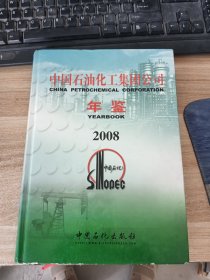 中国石油化工集团公司
CHINA PETROCHEMICAL CORPORATION
年鉴
YEARBOOK
2008
中国石化
SINOPEC
中国石化出版社